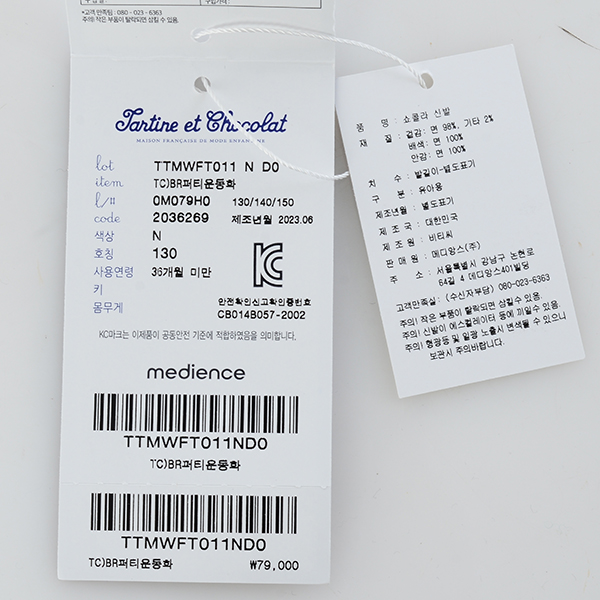 *고객 만족팀 : 080 - 023 - 6363
주의! 작은 부품이 탈락되면 삼킬 수 있음.
Tartine et Chocolat
MAISON FRANÇAISE DE MODE ENFANTINE
lot TTMWFT011 N D0
item TC)BR퍼티운동화
f/# 0M079H0 130/140/150
code 2036269 제조년월 2023.06
색상 N
호칭 130
사용연령 36개월 미만
키
몸무게
안전확인신고확인증번호
CB014B057-2002
KC마크는 이제품이 공통안전 기준에 적합하였음을 의미합니다.
medience
TTMWFT011ND0
TC)BR퍼티운동화
TTMWFT011ND0
TC)BR퍼티운동화 ₩79,000
품 명 : 쇼콜라 신발
재 질 : 겉감: 면 98%, 기타 2%
배색: 면 100%
안감: 면 100%
치 수 : 발길이-별도표기
구 분 : 유아용
제조년월 : 별도표기
제 조 국 : 대한민국
제 조 원 : 비티씨
판 매 원 : 메디앙스(주)
주 소 : 서울특별시 강남구 논현로
64길 4 메디앙스401빌딩
고객만족실: (수신자부담) 080-023-6363
주의! 작은 부품이 탈락되면 삼킬수 있음.
주의! 신발이 에스컬레이터 등에 끼일수 있음.
주의! 형광등 및 일광 노출시 변색될 수 있으니
보관시 주의바랍니다.